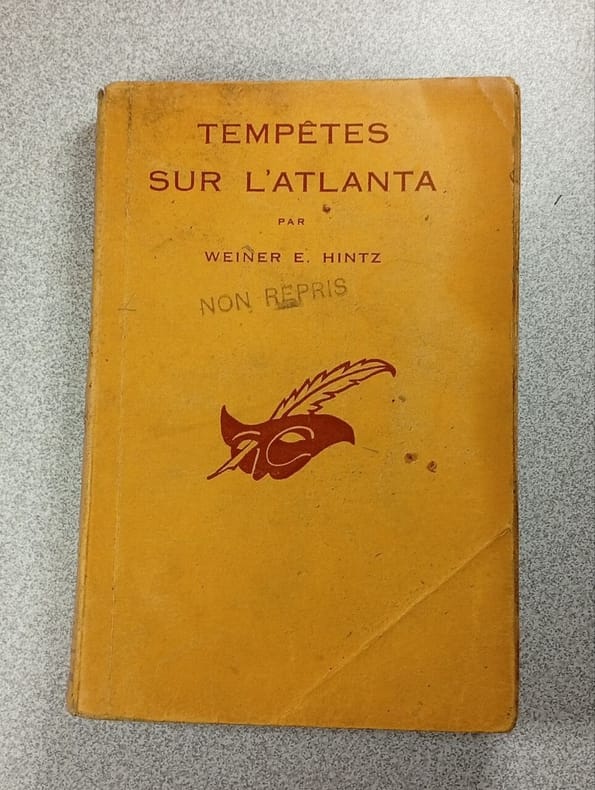 TEMPÊTES
SUR L'ATLANTA
PAR
WEINER E. HINTZ
NON REPRIS